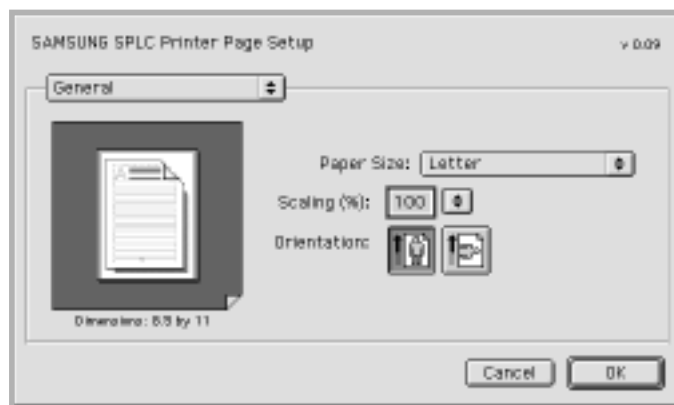 SAMSUNG SPLC Printer Page Setup
v 0.09
General
Paper Size: Letter
Scaling (%): 100
Orientation:
Dimensions: 8.5 by 11
Cancel
OK